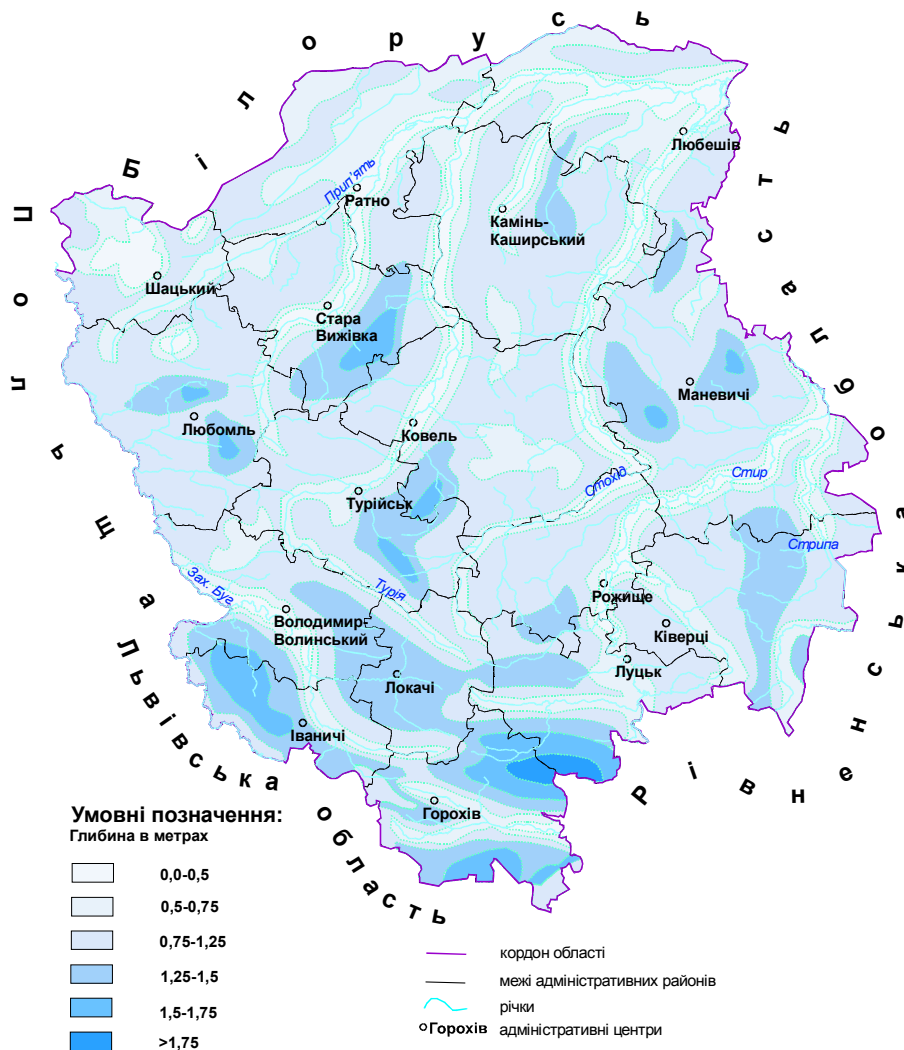 Білорусь
Польща
Львівська область
Рівненська область
Любешів
Прип'ять
Ратно
Камінь-
Каширський
Шацький
Стара
Вижівка
Маневичі
Любомль
Ковель
Стохід
Стир
Турійськ
Стрипа
Зах. Буг
Турія
Рожище
Володимир-
Волинський
Ківерці
Луцьк
Локачі
Іваничі
Горохів
Умовні позначення:
Глибина в метрах
0,0-0,5
0,5-0,75
0,75-1,25
1,25-1,5
1,5-1,75
>1,75
кордон області
межі адміністративних районів
річки
Горохів адміністративні центри